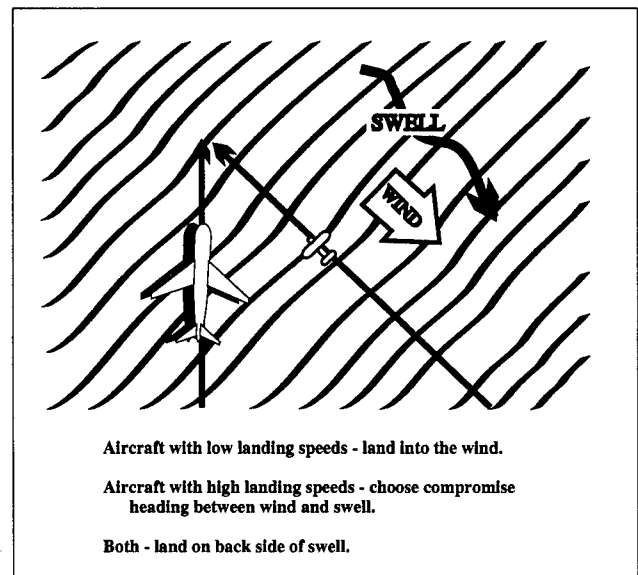 SWELL
WIND
Aircraft with low landing speeds - land into the wind.
Aircraft with high landing speeds - choose compromise
heading between wind and swell.
Both - land on back side of swell.